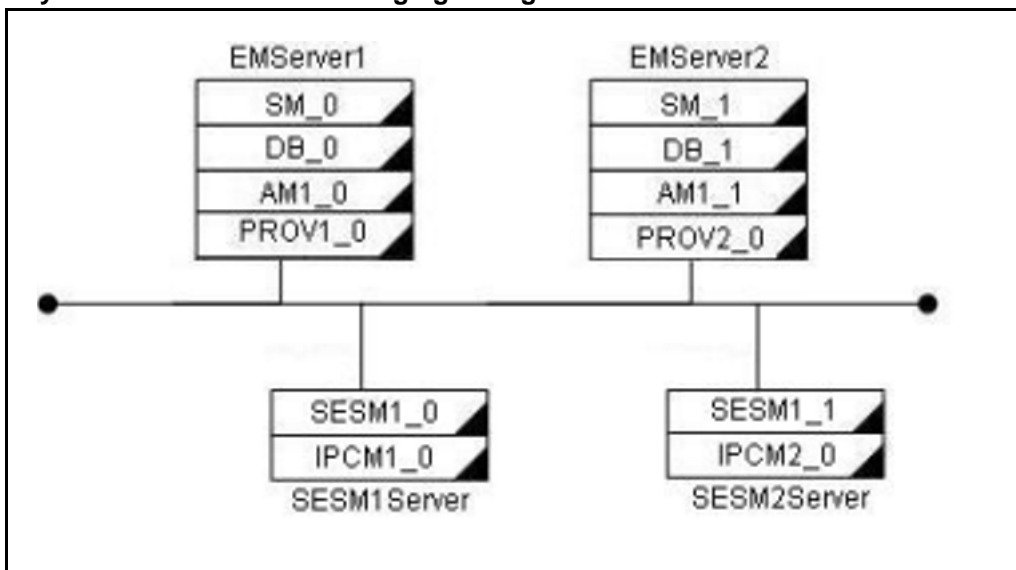 EMServer1
SM_0
DB_0
AM1_0
PROV1_0
EMServer2
SM_1
DB_1
AM1_1
PROV2_0
SESM1_0
IPCM1_0
SESM1Server
SESM1_1
IPCM2_0
SESM2Server